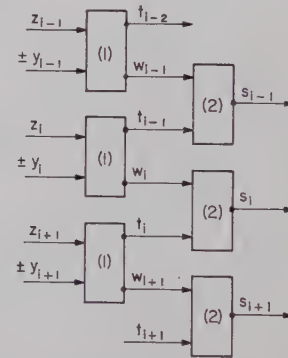 z_{i-1} t_{i-2}
(1)
± y_{i-1} w_{i-1}
s_{i-1}
(2)
z_i t_{i-1}
(1)
± y_i w_i
s_i
(2)
z_{i+1} t_i
(1)
± y_{i+1} w_{i+1}
s_{i+1}
(2)
t_{i+1}